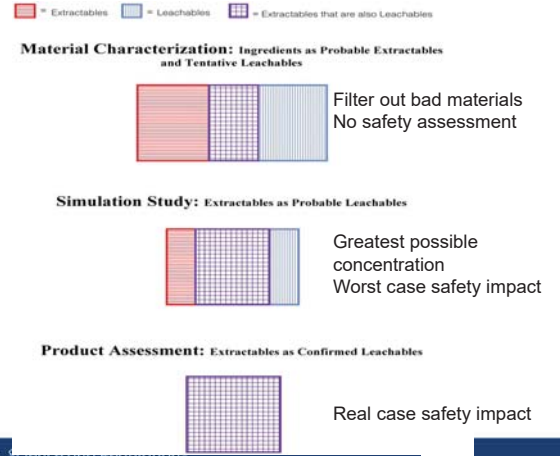 = Extractables = Leachables = Extractables that are also Leachables
Material Characterization: Ingredients as Probable Extractables
and Tentative Leachables
Filter out bad materials
No safety assessment
Simulation Study: Extractables as Probable Leachables
Greatest possible
concentration
Worst case safety impact
Product Assessment: Extractables as Confirmed Leachables
Real case safety impact